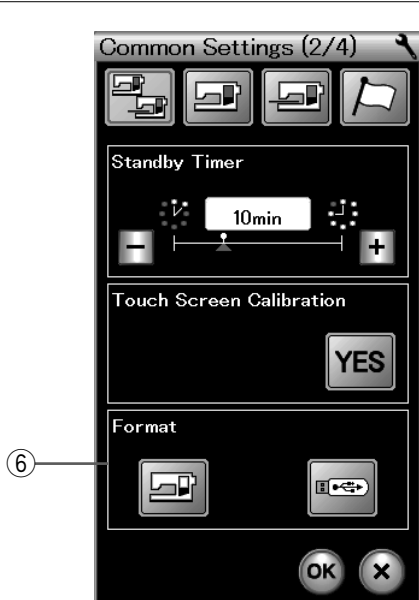 Common Settings (2/4)
Standby Timer
10min
− +
Touch Screen Calibration
YES
Format
⑥
OK ×